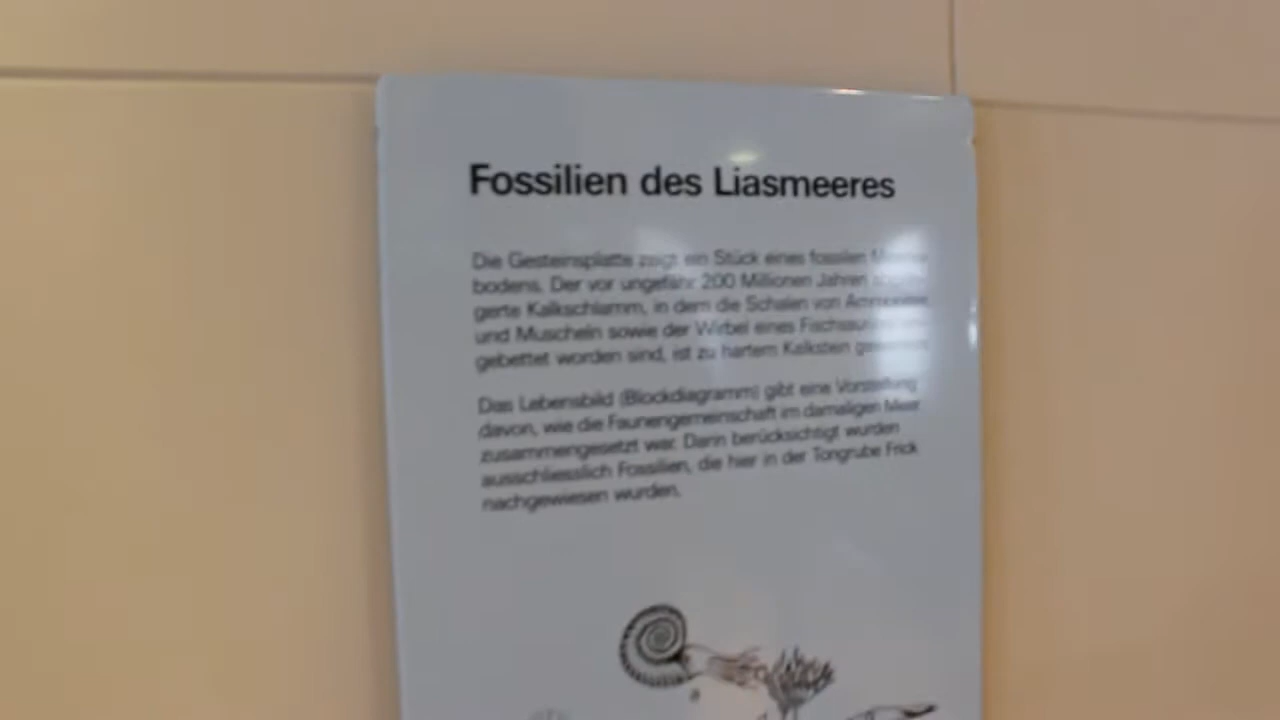 Fossilien des Liasmeeres
Die Gesteinsplatte zeigt ein Stück eines fossilen
bodens. Der vor ungefähr 200 Millionen Jahren
gerte Kalkschlamm, in dem die Schalen von Ammoniten
und Muscheln sowie der Wirbel eines
gebettet worden sind, ist zu hartem Kalkstein
Das Lebensbild (Blockdiagramm) gibt eine Vorstellung
davon, wie die Faunengemeinschaft im damaligen Meer
zusammengesetzt war. Darin berücksichtigt wurden
ausschliesslich Fossilien, die hier in der Tongrube Frick
nachgewiesen wurden.